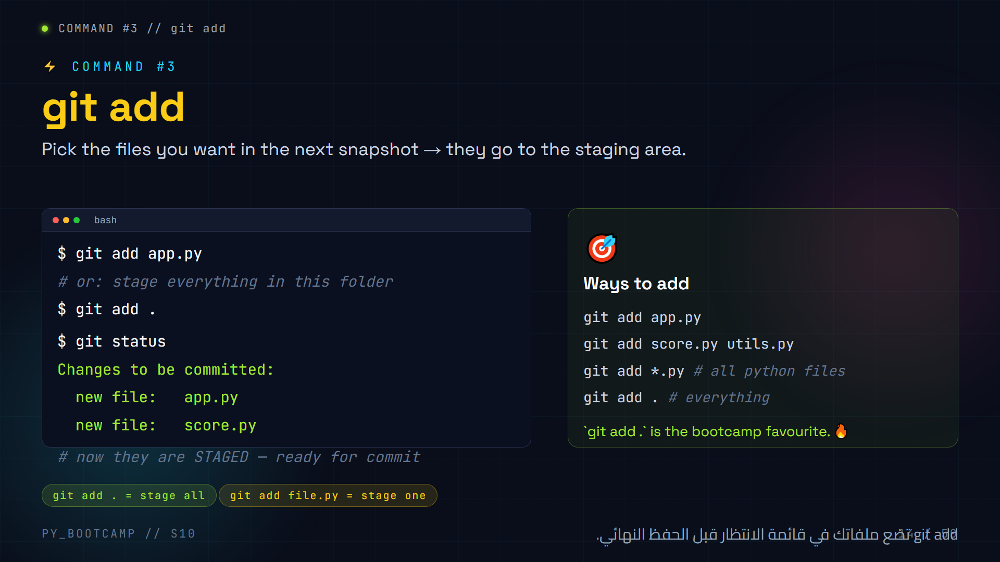 COMMAND #3 // git add
⚡ COMMAND #3
git add
Pick the files you want in the next snapshot → they go to the staging area.
bash
$ git add app.py
# or: stage everything in this folder
$ git add .
$ git status
Changes to be committed:
new file:   app.py
new file:   score.py
# now they are STAGED — ready for commit
🎯
Ways to add
git add app.py
git add score.py utils.py
git add *.py # all python files
git add . # everything
`git add .` is the bootcamp favourite. 🔥
git add . = stage all
git add file.py = stage one
PY_BOOTCAMP // S10
git add تضع ملفاتك في قائمة الانتظار قبل الحفظ النهائي.